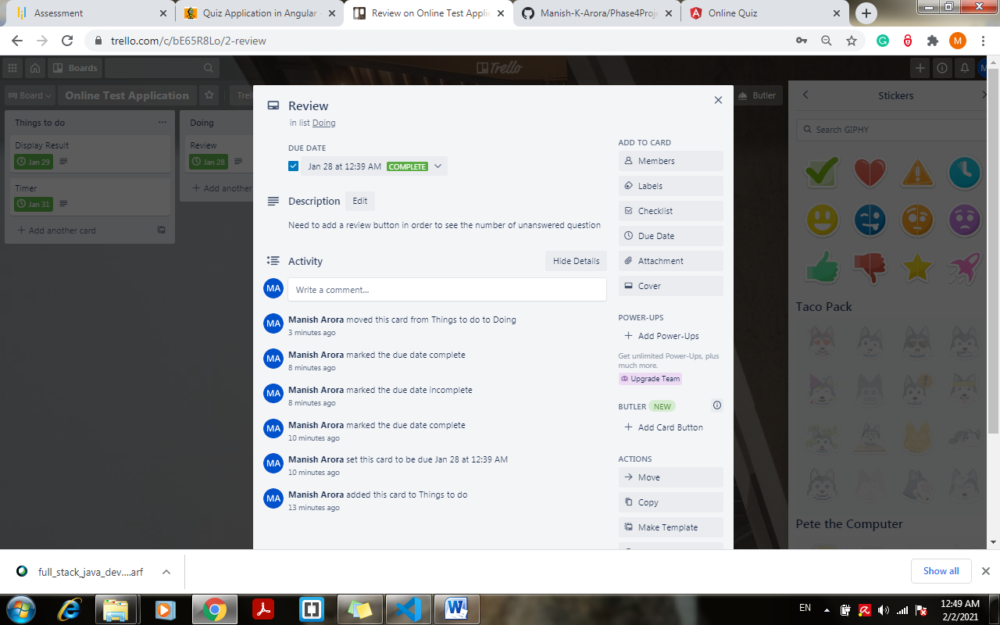 Assessment
Quiz Application in Angular
Review on Online Test Applic
Manish-K-Arora/Phase4Proje
Online Quiz
trello.com/c/bE65R8Lo/2-review
M
Boards
Trello
Board
Online Test Application
Butler
Things to do
Display Result
Jan 29
Timer
Jan 31
Add another card
Doing
Review
Jan 28
Add another
Review
in list Doing
DUE DATE
Jan 28 at 12:39 AM COMPLETE
Description Edit
Need to add a review button in order to see the number of unanswered question
Activity Hide Details
MA Write a comment...
MA Manish Arora moved this card from Things to do to Doing
3 minutes ago
MA Manish Arora marked the due date complete
8 minutes ago
MA Manish Arora marked the due date incomplete
8 minutes ago
MA Manish Arora marked the due date complete
10 minutes ago
MA Manish Arora set this card to be due Jan 28 at 12:39 AM
10 minutes ago
MA Manish Arora added this card to Things to do
13 minutes ago
ADD TO CARD
Members
Labels
Checklist
Due Date
Attachment
Cover
POWER-UPS
Add Power-Ups
Get unlimited Power-Ups, plus
much more.
Upgrade Team
BUTLER NEW
Add Card Button
ACTIONS
Move
Copy
Make Template
Stickers
Search GIPHY
Taco Pack
Pete the Computer
full_stack_java_dev....arf
Show all
EN
12:49 AM
2/2/2021